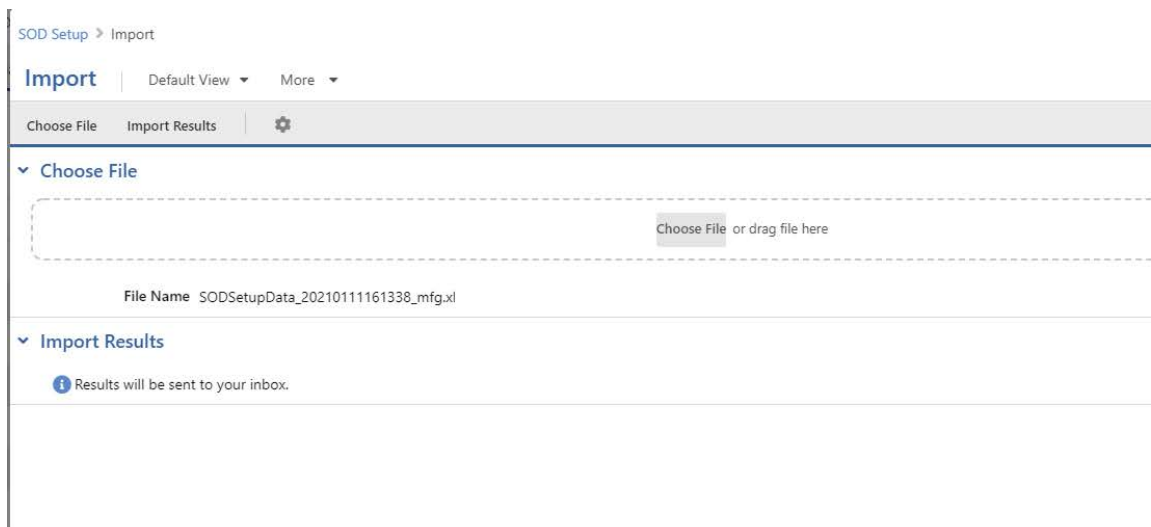 SOD Setup > Import
Import Default View More
Choose File Import Results
Choose File
Choose File or drag file here
File Name SODSetupData_20210111161338_mfg.xl
Import Results
Results will be sent to your inbox.